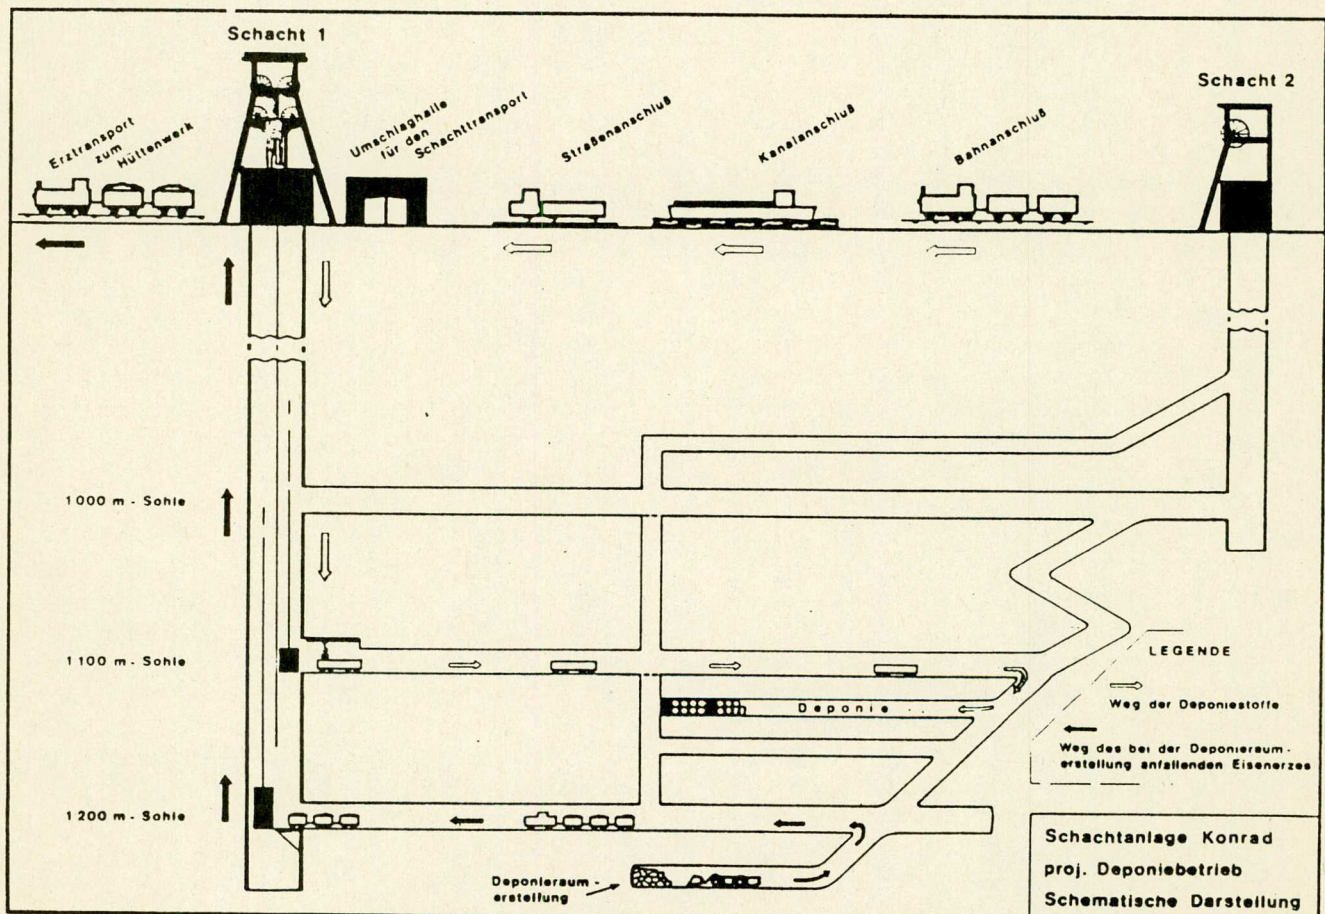 Schacht 1
Schacht 2
Erztransport
zum
Hüttenwerk
Umschlaghalle
für den
Schachttransport
Straßenanschluß
Kanalanschluß
Bahnanschluß
1000 m - Sohle
1100 m - Sohle
1200 m - Sohle
Deponie
Deponieraum -
erstellung
LEGENDE
Weg der Deponiestoffe
Weg des bei der Deponieraum -
erstellung anfallenden Eisenerzes
Schachtanlage Konrad
proj. Deponiebetrieb
Schematische Darstellung